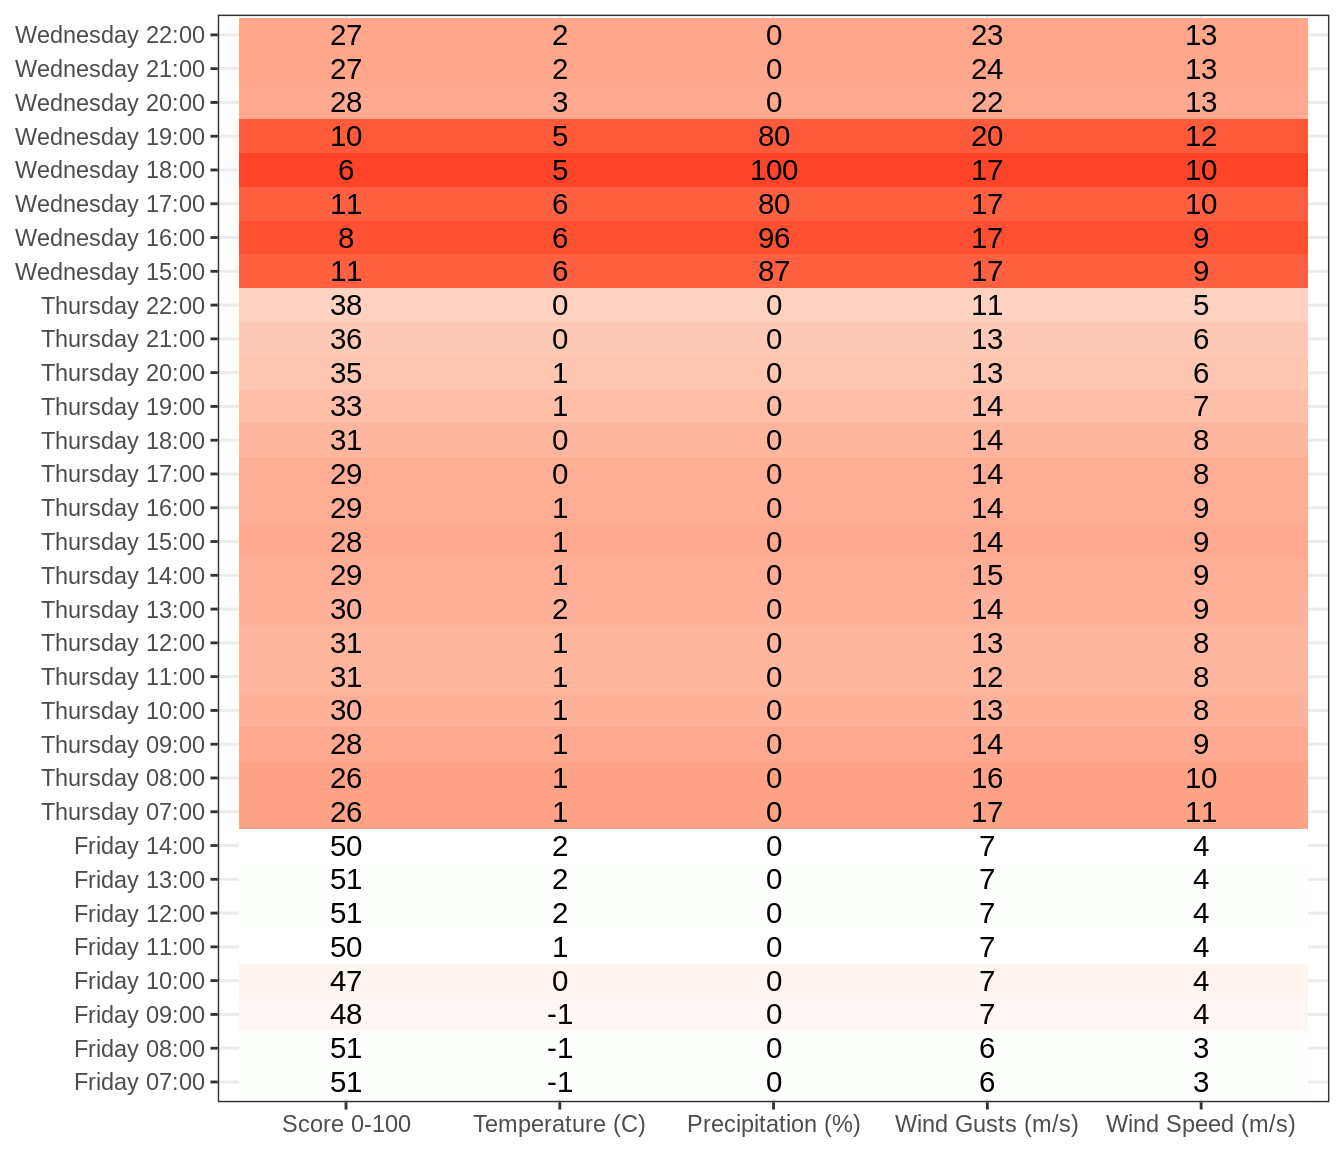 Wednesday 22:00 27 2 0 23 13
Wednesday 21:00 27 2 0 24 13
Wednesday 20:00 28 3 0 22 13
Wednesday 19:00 10 5 80 20 12
Wednesday 18:00 6 5 100 17 10
Wednesday 17:00 11 6 80 17 10
Wednesday 16:00 8 6 96 17 9
Wednesday 15:00 11 6 87 17 9
Thursday 22:00 38 0 0 11 5
Thursday 21:00 36 0 0 13 6
Thursday 20:00 35 1 0 13 6
Thursday 19:00 33 1 0 14 7
Thursday 18:00 31 0 0 14 8
Thursday 17:00 29 0 0 14 8
Thursday 16:00 29 1 0 14 9
Thursday 15:00 28 1 0 14 9
Thursday 14:00 29 1 0 15 9
Thursday 13:00 30 2 0 14 9
Thursday 12:00 31 1 0 13 8
Thursday 11:00 31 1 0 12 8
Thursday 10:00 30 1 0 13 8
Thursday 09:00 28 1 0 14 9
Thursday 08:00 26 1 0 16 10
Thursday 07:00 26 1 0 17 11
Friday 14:00 50 2 0 7 4
Friday 13:00 51 2 0 7 4
Friday 12:00 51 2 0 7 4
Friday 11:00 50 1 0 7 4
Friday 10:00 47 0 0 7 4
Friday 09:00 48 -1 0 7 4
Friday 08:00 51 -1 0 6 3
Friday 07:00 51 -1 0 6 3
Score 0-100 Temperature (C) Precipitation (%) Wind Gusts (m/s) Wind Speed (m/s)